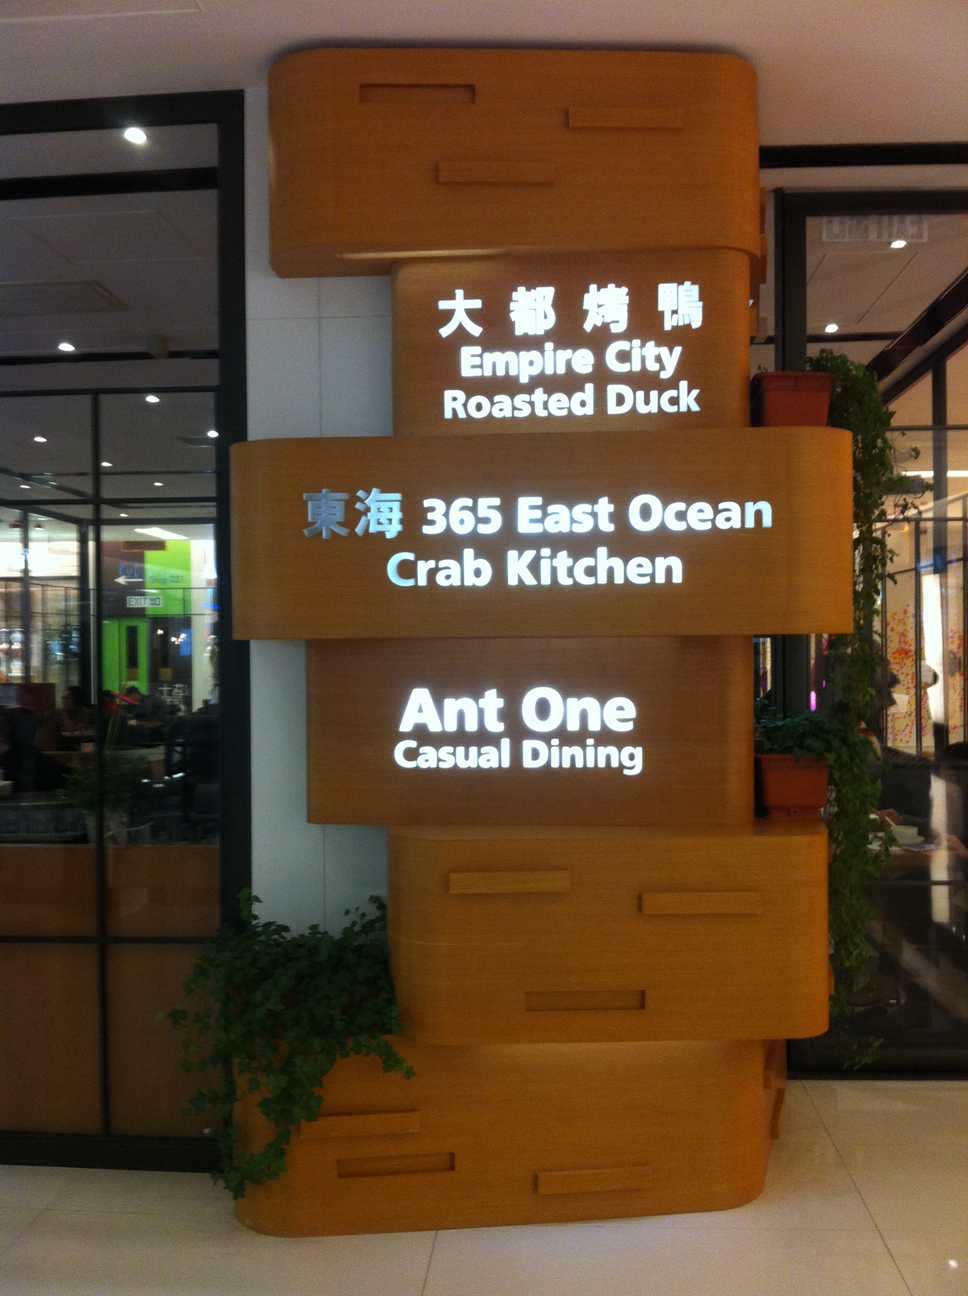 大都烤鴨
Empire City
Roasted Duck
東海 365 East Ocean
Crab Kitchen
Ant One
Casual Dining
EXIT